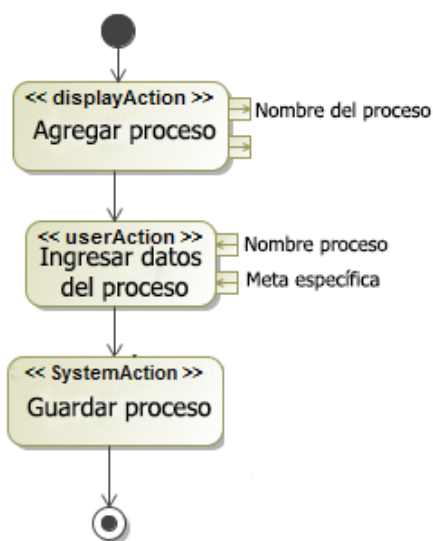 << displayAction >>
Agregar proceso
Nombre del proceso
<< userAction >>
Ingresar datos
del proceso
Nombre proceso
Meta específica
<< SystemAction >>
Guardar proceso